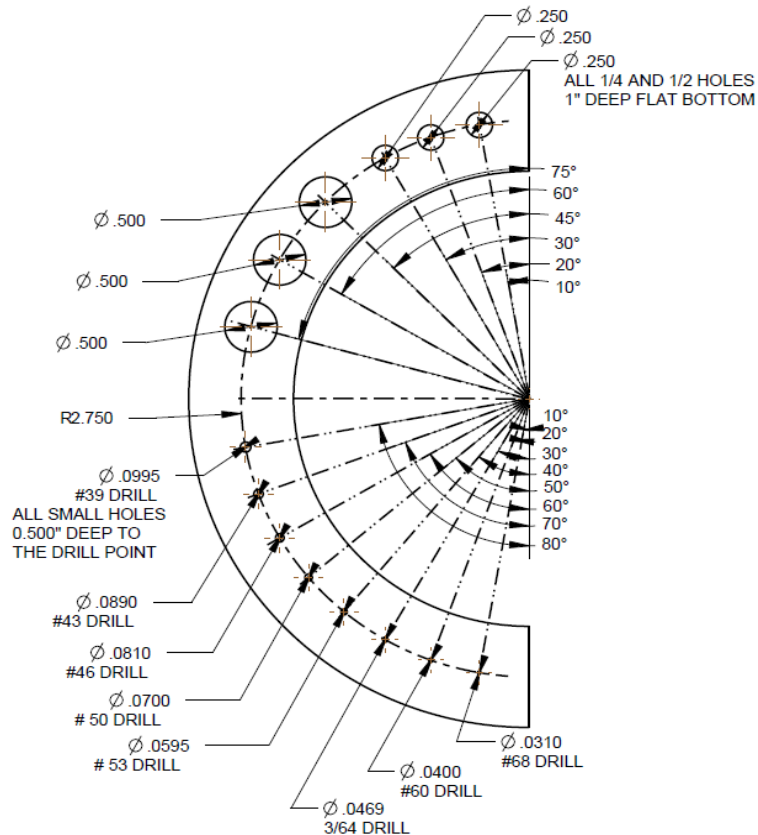 Ø .250
Ø .250
Ø .250
ALL 1/4 AND 1/2 HOLES
1" DEEP FLAT BOTTOM
75°
60°
45°
30°
20°
10°
Ø .500
Ø .500
Ø .500
R2.750
10°
20°
30°
40°
50°
60°
70°
80°
Ø .0995
#39 DRILL
ALL SMALL HOLES
0.500" DEEP TO
THE DRILL POINT
Ø .0890
#43 DRILL
Ø .0810
#46 DRILL
Ø .0700
# 50 DRILL
Ø .0595
# 53 DRILL
Ø .0469
3/64 DRILL
Ø .0400
#60 DRILL
Ø .0310
#68 DRILL